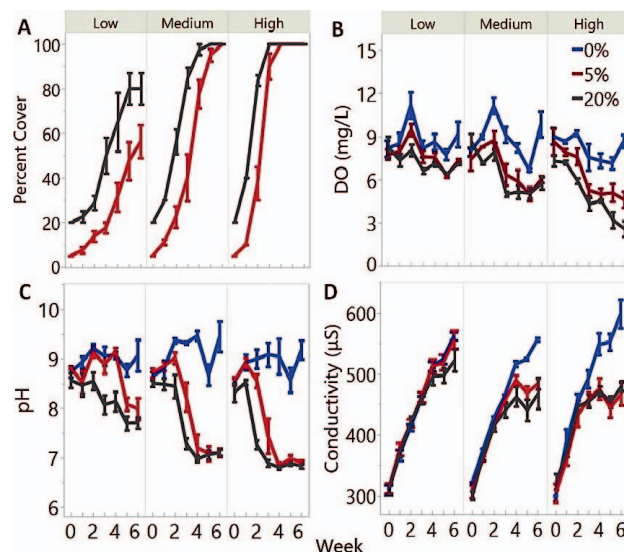 A
Low Medium High
Percent Cover
100
80
60
40
20
0
B
Low Medium High
DO (mg/L)
15
12
9
6
3
0
0%
5%
20%
C
pH
10
9
8
7
6
0 2 4 6 0 2 4 6 0 2 4 6
D
Conductivity (µS)
600
500
400
300
0 2 4 6 0 2 4 6 0 2 4 6
Week